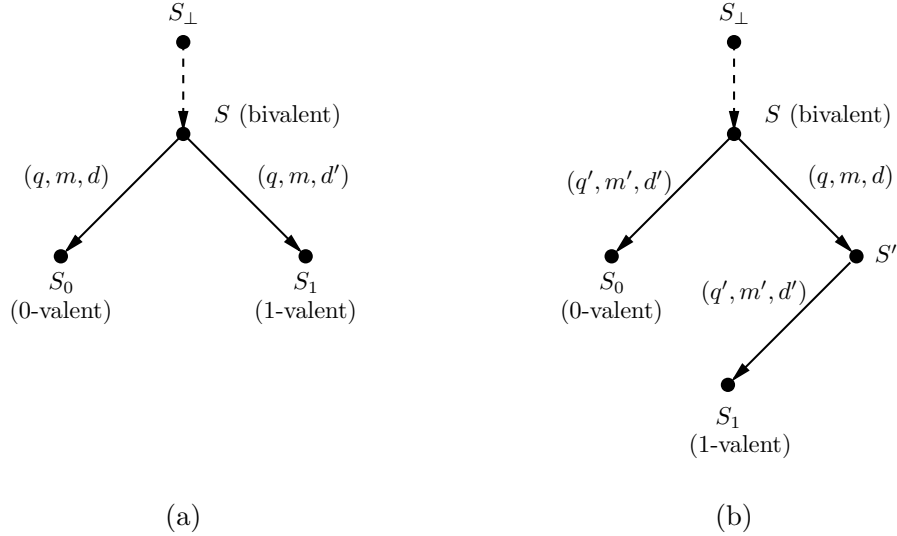 S⊥
S (bivalent)
(q, m, d)
(q, m, d′)
S0
(0-valent)
S1
(1-valent)
(a)
S⊥
S (bivalent)
(q′, m′, d′)
(q, m, d)
S0
(0-valent)
S′
(q′, m′, d′)
S1
(1-valent)
(b)